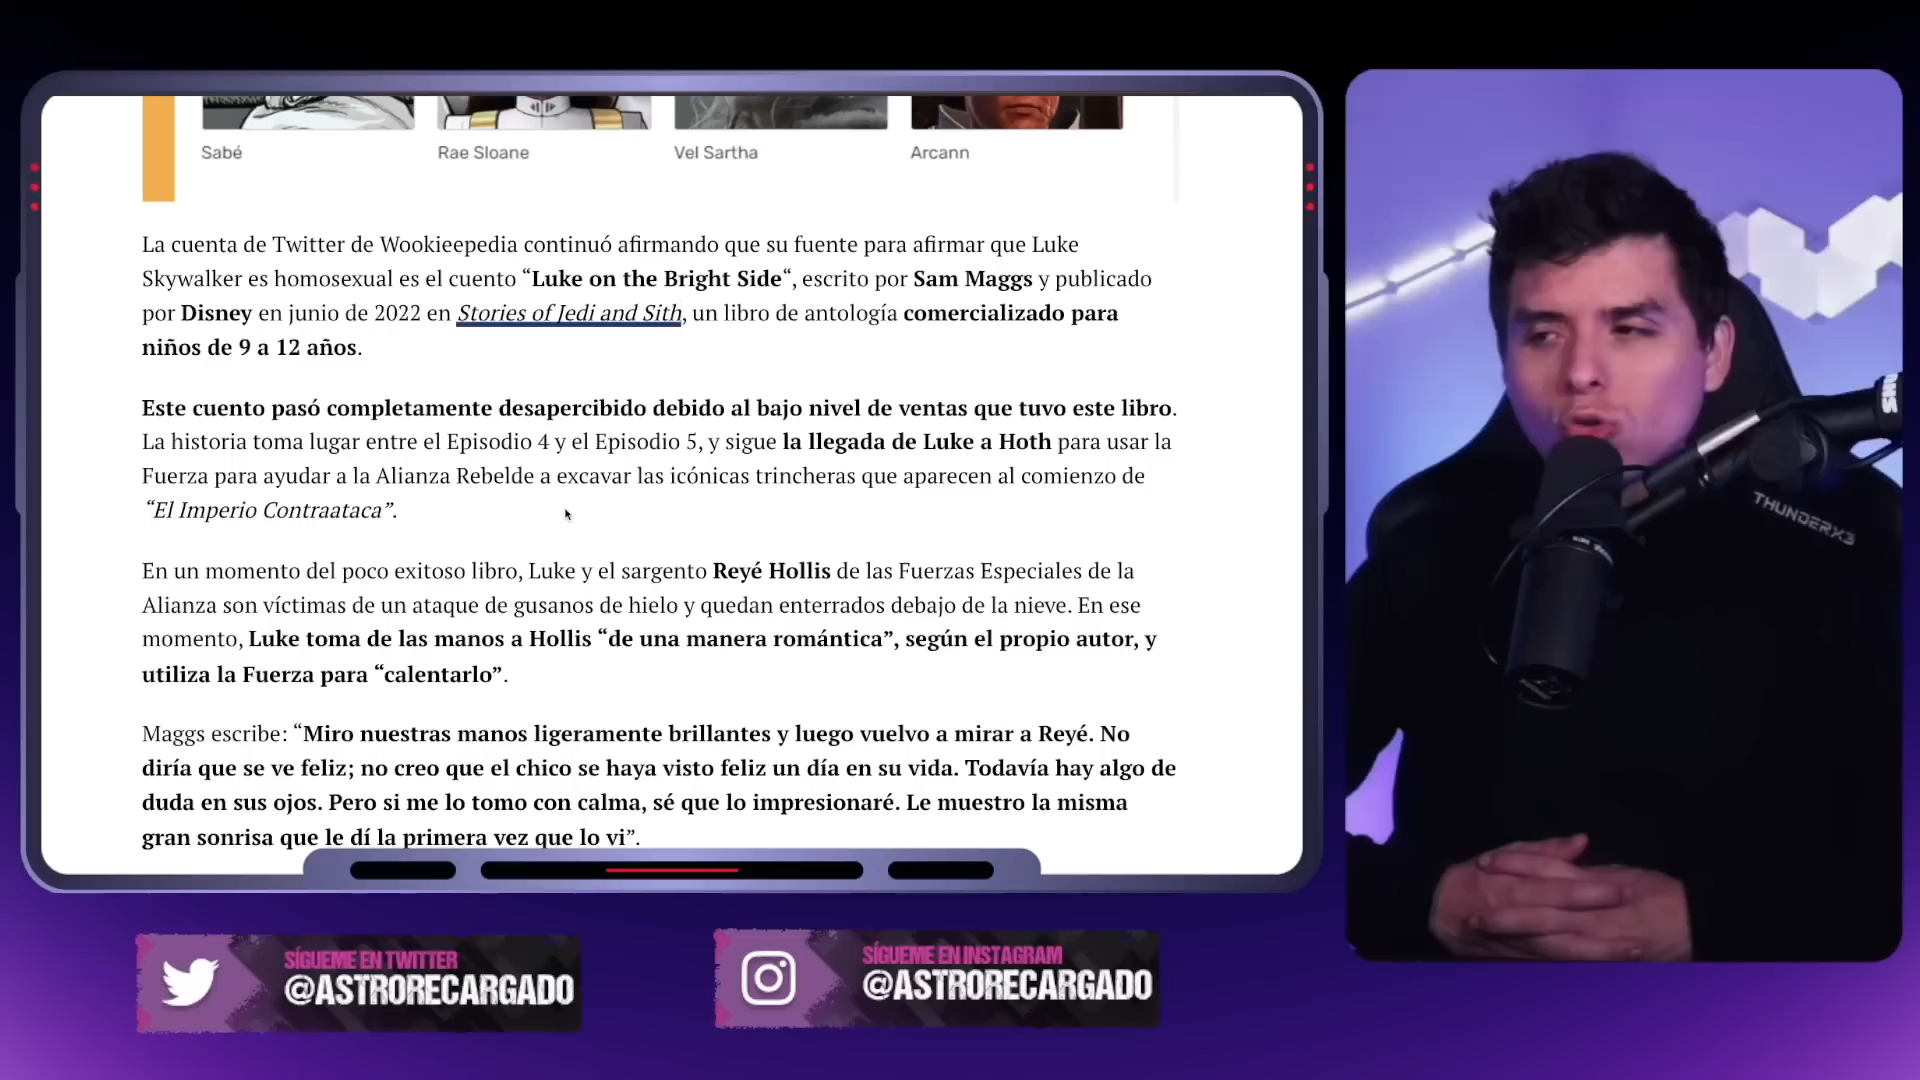 Sabé
Rae Sloane
Vel Sartha
Arcann
La cuenta de Twitter de Wookieepedia continuó afirmando que su fuente para afirmar que Luke
Skywalker es homosexual es el cuento “Luke on the Bright Side“, escrito por Sam Maggs y publicado
por Disney en junio de 2022 en Stories of Jedi and Sith, un libro de antología comercializado para
niños de 9 a 12 años.
Este cuento pasó completamente desapercibido debido al bajo nivel de ventas que tuvo este libro.
La historia toma lugar entre el Episodio 4 y el Episodio 5, y sigue la llegada de Luke a Hoth para usar la
Fuerza para ayudar a la Alianza Rebelde a excavar las icónicas trincheras que aparecen al comienzo de
“El Imperio Contraataca”.
En un momento del poco exitoso libro, Luke y el sargento Reyé Hollis de las Fuerzas Especiales de la
Alianza son víctimas de un ataque de gusanos de hielo y quedan enterrados debajo de la nieve. En ese
momento, Luke toma de las manos a Hollis “de una manera romántica”, según el propio autor, y
utiliza la Fuerza para “calentarlo”.
Maggs escribe: “Miro nuestras manos ligeramente brillantes y luego vuelvo a mirar a Reyé. No
diría que se ve feliz; no creo que el chico se haya visto feliz un día en su vida. Todavía hay algo de
duda en sus ojos. Pero si me lo tomo con calma, sé que lo impresionaré. Le muestro la misma
gran sonrisa que le dí la primera vez que lo vi”.
THUNDERX3
SÍGUEME EN TWITTER
@ASTRORECARGADO
SÍGUEME EN INSTAGRAM
@ASTRORECARGADO